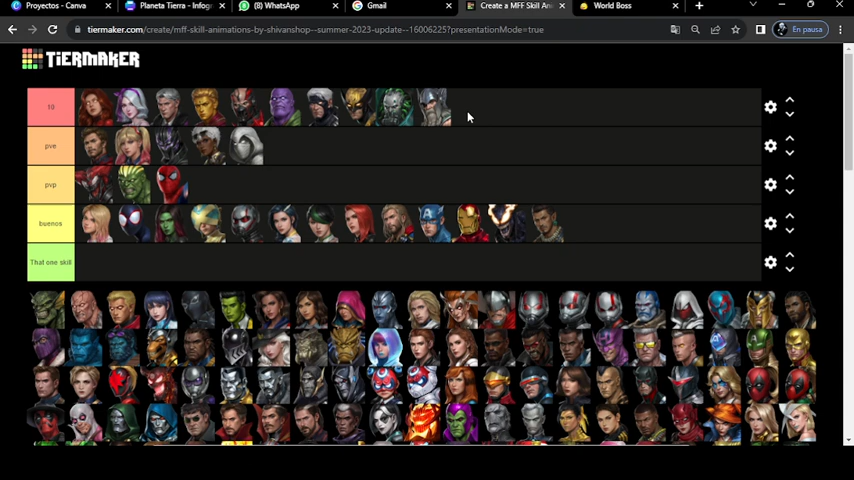 Proyectos - Canva
Planeta Tierra - Infogr
(8) WhatsApp
Gmail
Create a MFF Skill Ani
World Boss
tiermaker.com/create/mff-skill-animations-by-shivanshop--summer-2023-update--16006225?presentationMode=true
En pausa
TIERMAKER
10
pve
pvp
buenos
That one skill